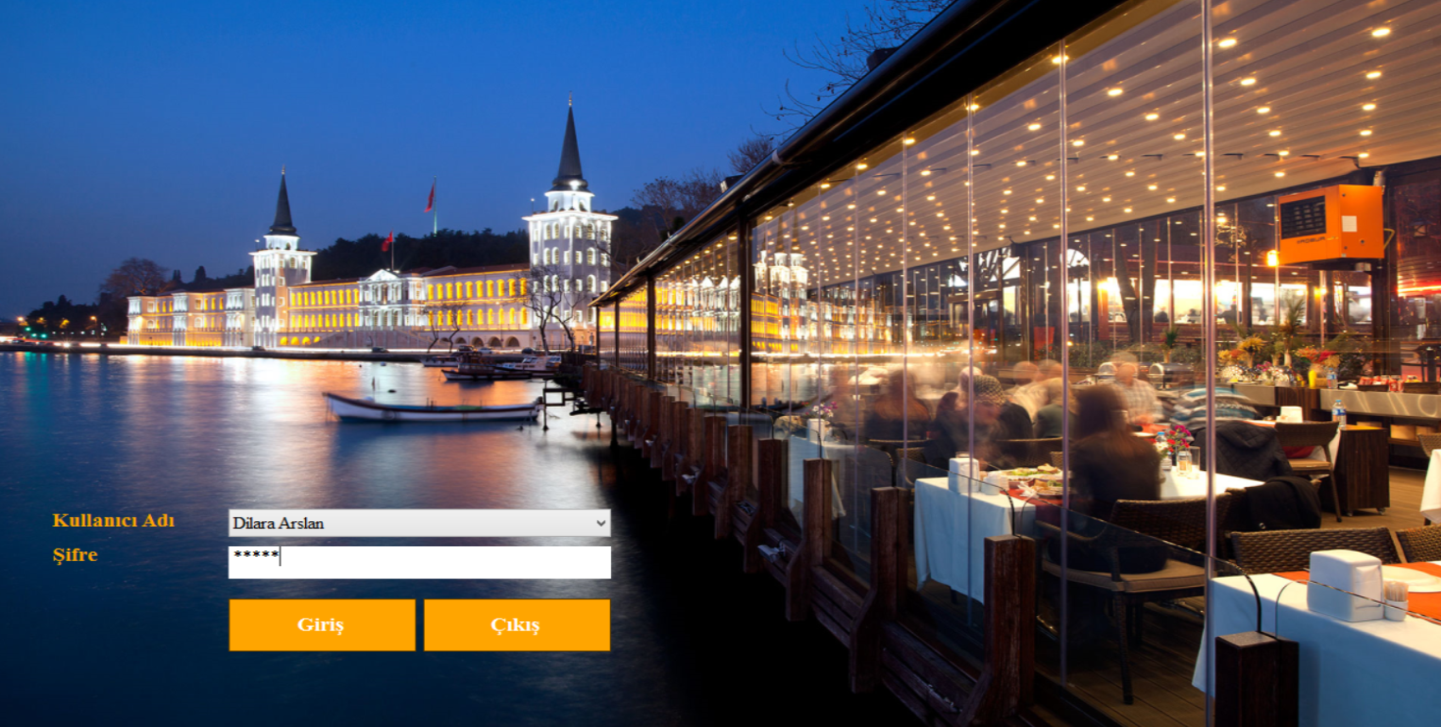 Kullanıcı Adı
Dilara Arslan
Şifre
*****
Giriş
Çıkış